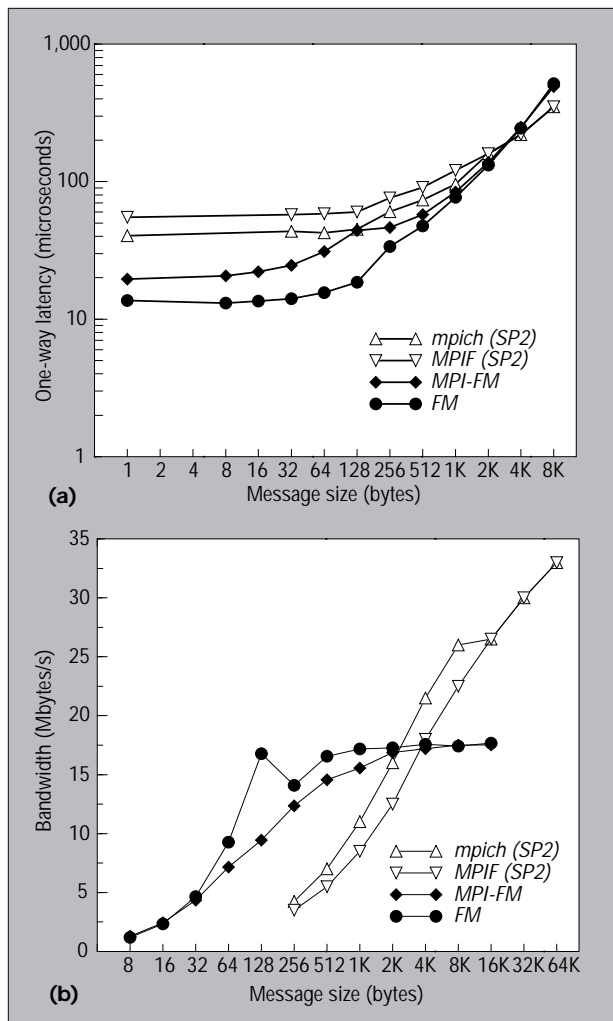 1,000
100
10
1
One-way latency (microseconds)
mpich (SP2)
MPIF (SP2)
MPI-FM
FM
1 2 4 8 16 32 64 128 256 512 1K 2K 4K 8K
(a) Message size (bytes)
35
30
25
20
15
10
5
0
Bandwidth (Mbytes/s)
mpich (SP2)
MPIF (SP2)
MPI-FM
FM
8 16 32 64 128 256 512 1K 2K 4K 8K 16K 32K 64K
(b) Message size (bytes)